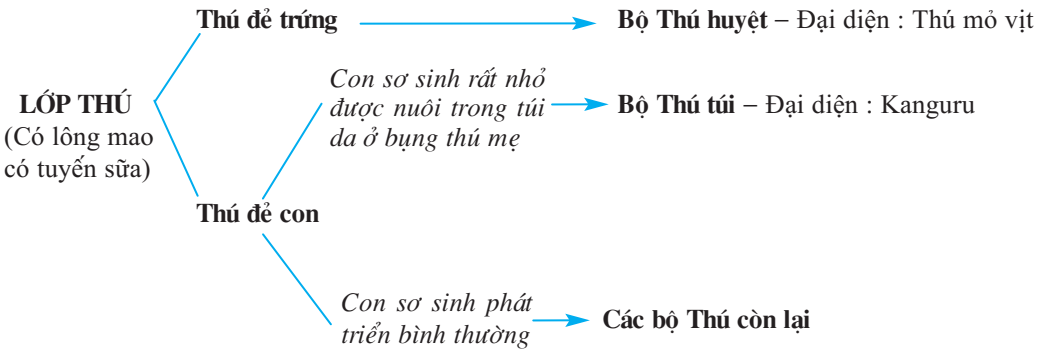 Thú đẻ trứng
Bộ Thú huyệt – Đại diện : Thú mỏ vịt
LỚP THÚ
(Có lông mao
có tuyến sữa)
Con sơ sinh rất nhỏ
được nuôi trong túi
da ở bụng thú mẹ
Bộ Thú túi – Đại diện : Kanguru
Thú đẻ con
Con sơ sinh phát
triển bình thường
Các bộ Thú còn lại